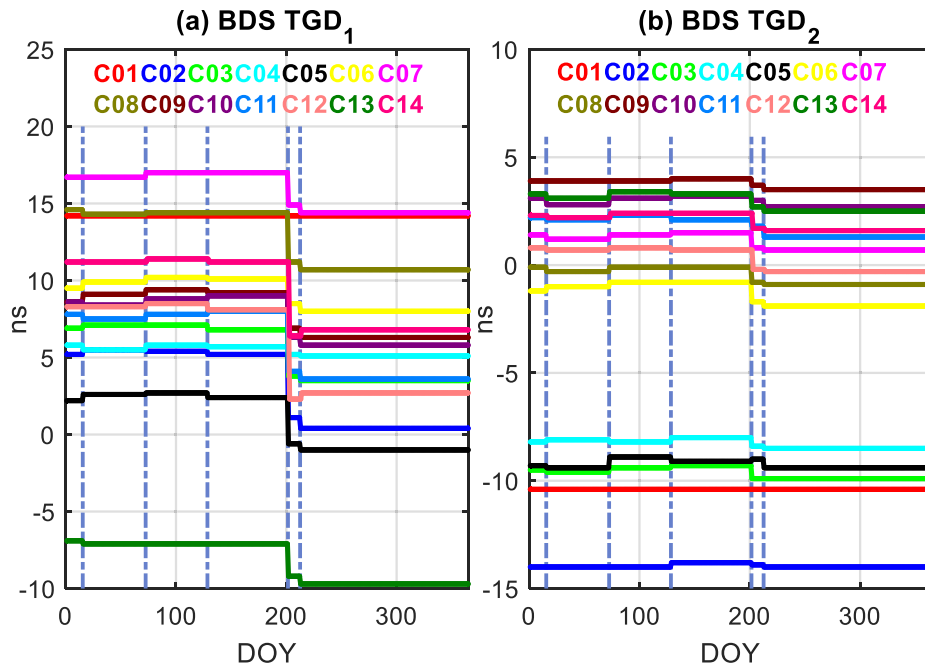 (a) BDS TGD1
25
20
15
10
5
0
-5
-10
ns
C01 C02 C03 C04 C05 C06 C07
C08 C09 C10 C11 C12 C13 C14
0 100 200 300
DOY
(b) BDS TGD2
10
5
0
-5
-10
-15
ns
C01 C02 C03 C04 C05 C06 C07
C08 C09 C10 C11 C12 C13 C14
0 100 200 300
DOY